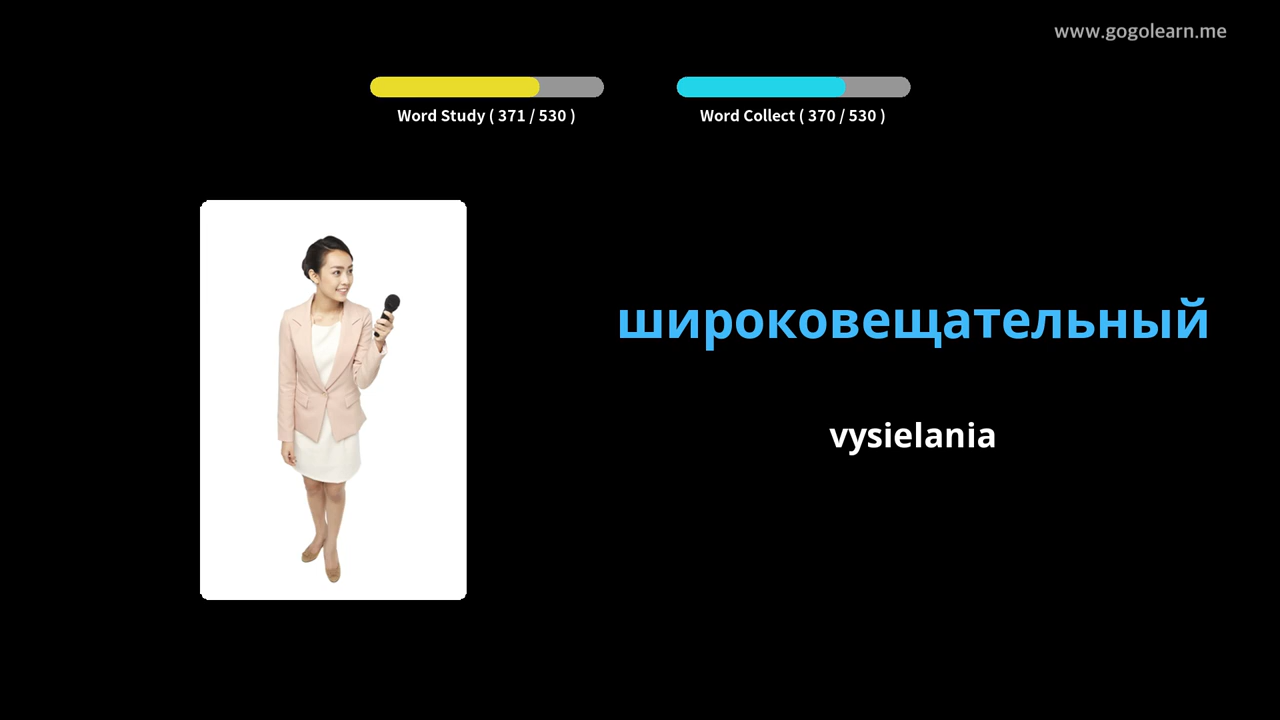 www.gogolearn.me
Word Study ( 371 / 530 )
Word Collect ( 370 / 530 )
широковещательный
vysielania